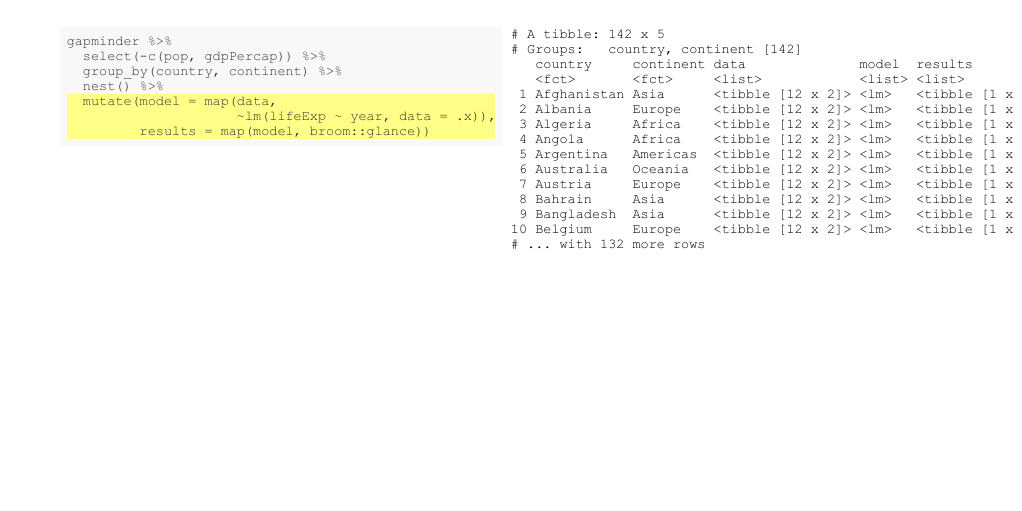 gapminder %>%
  select(-c(pop, gdpPercap)) %>%
  group_by(country, continent) %>%
  nest() %>%
  mutate(model = map(data,
                     ~lm(lifeExp ~ year, data = .x)),
         results = map(model, broom::glance))
# A tibble: 142 x 5
# Groups:   country, continent [142]
   country     continent data              model  results
   <fct>       <fct>     <list>            <list> <list>
 1 Afghanistan Asia      <tibble [12 x 2]> <lm>   <tibble [1 x
 2 Albania     Europe    <tibble [12 x 2]> <lm>   <tibble [1 x
 3 Algeria     Africa    <tibble [12 x 2]> <lm>   <tibble [1 x
 4 Angola      Africa    <tibble [12 x 2]> <lm>   <tibble [1 x
 5 Argentina   Americas  <tibble [12 x 2]> <lm>   <tibble [1 x
 6 Australia   Oceania   <tibble [12 x 2]> <lm>   <tibble [1 x
 7 Austria     Europe    <tibble [12 x 2]> <lm>   <tibble [1 x
 8 Bahrain     Asia      <tibble [12 x 2]> <lm>   <tibble [1 x
 9 Bangladesh  Asia      <tibble [12 x 2]> <lm>   <tibble [1 x
10 Belgium     Europe    <tibble [12 x 2]> <lm>   <tibble [1 x
# ... with 132 more rows